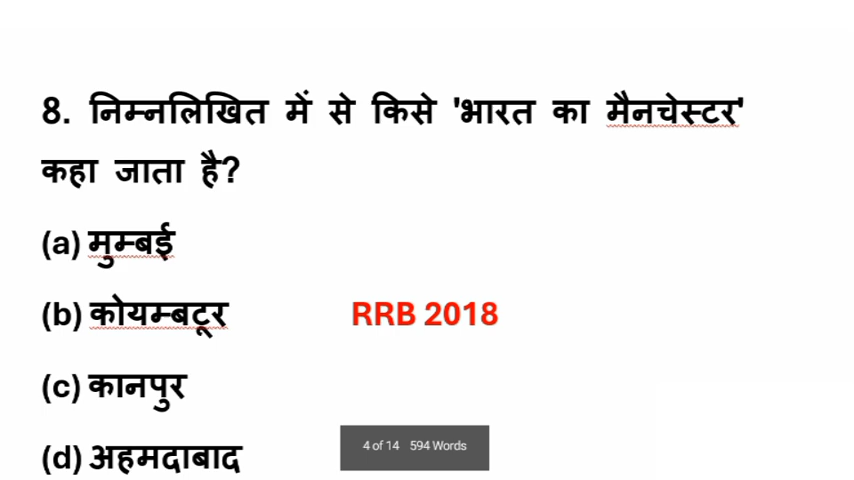 8. निम्नलिखित में से किसे 'भारत का मैनचेस्टर'
कहा जाता है?
(a) मुम्बई
(b) कोयम्बटूर RRB 2018
(c) कानपुर
(d) अहमदाबाद
4 of 14 594 Words